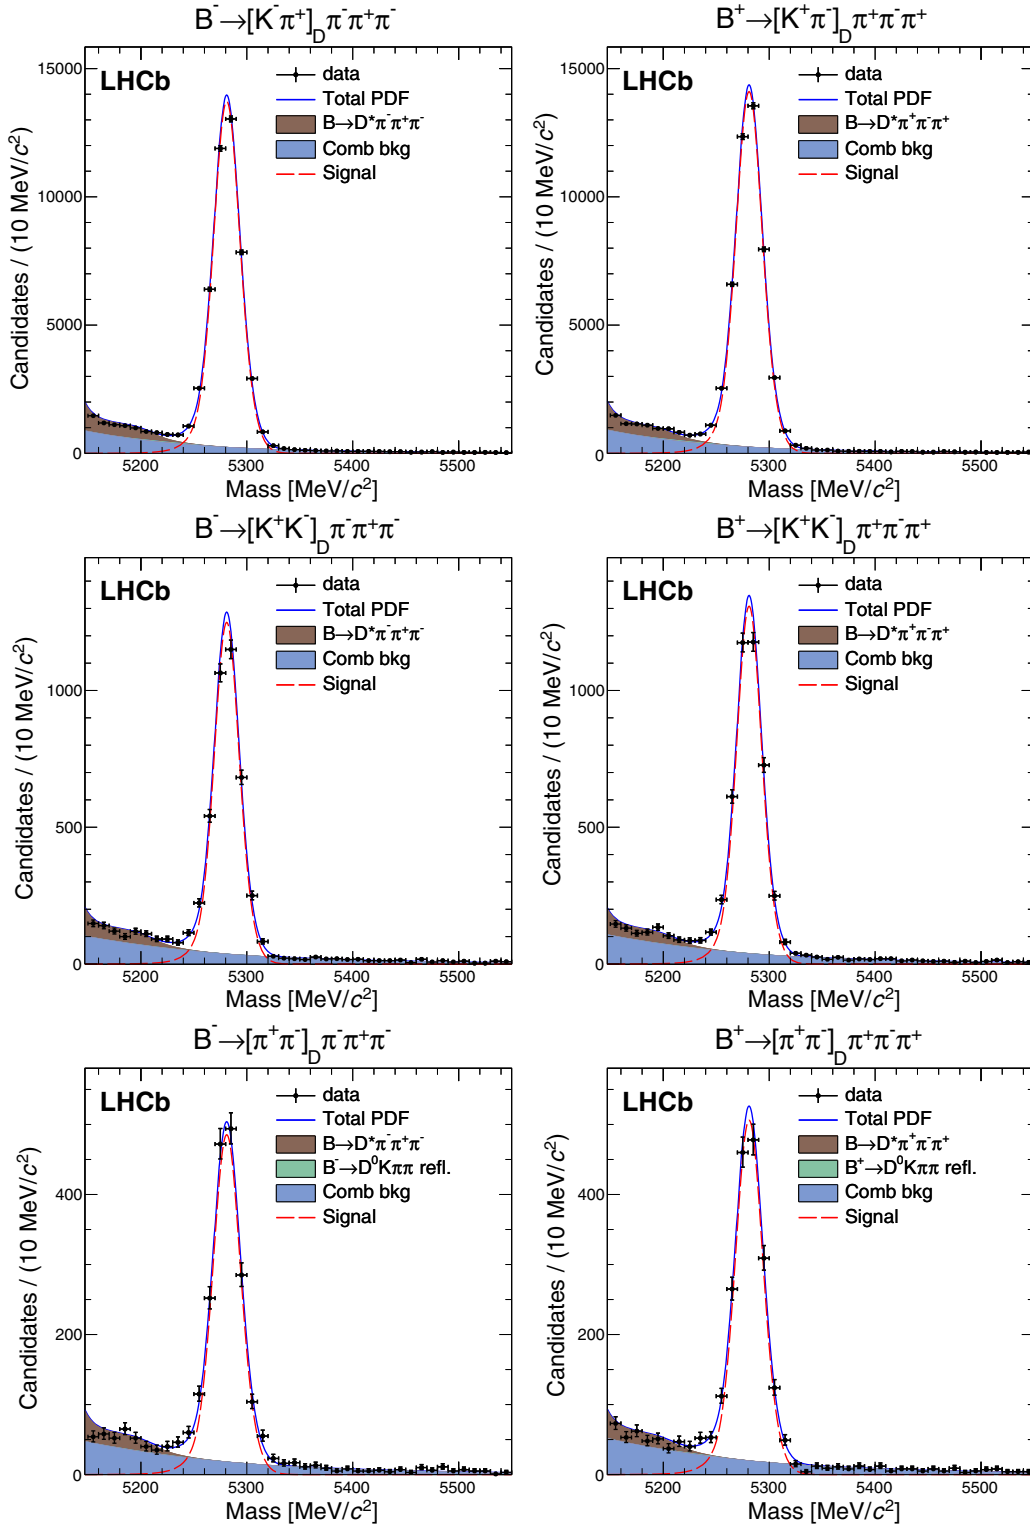 B⁻→[K⁻π⁺]_D π⁻π⁺π⁻
LHCb
data
Total PDF
B→D*π⁻π⁺π⁻
Comb bkg
Signal
15000
10000
5000
0
Candidates / (10 MeV/c²)
5200 5300 5400 5500
Mass [MeV/c²]
B⁺→[K⁺π⁻]_D π⁺π⁻π⁺
LHCb
data
Total PDF
B→D*π⁺π⁻π⁺
Comb bkg
Signal
15000
10000
5000
0
Candidates / (10 MeV/c²)
5200 5300 5400 5500
Mass [MeV/c²]
B⁻→[K⁺K⁻]_D π⁻π⁺π⁻
LHCb
data
Total PDF
B→D*π⁻π⁺π⁻
Comb bkg
Signal
1000
500
0
Candidates / (10 MeV/c²)
5200 5300 5400 5500
Mass [MeV/c²]
B⁺→[K⁺K⁻]_D π⁺π⁻π⁺
LHCb
data
Total PDF
B→D*π⁺π⁻π⁺
Comb bkg
Signal
1000
500
0
Candidates / (10 MeV/c²)
5200 5300 5400 5500
Mass [MeV/c²]
B⁻→[π⁺π⁻]_D π⁻π⁺π⁻
LHCb
data
Total PDF
B→D*π⁻π⁺π⁻
B⁻→D⁰Kππ refl.
Comb bkg
Signal
400
200
0
Candidates / (10 MeV/c²)
5200 5300 5400 5500
Mass [MeV/c²]
B⁺→[π⁺π⁻]_D π⁺π⁻π⁺
LHCb
data
Total PDF
B→D*π⁺π⁻π⁺
B⁺→D⁰Kππ refl.
Comb bkg
Signal
400
200
0
Candidates / (10 MeV/c²)
5200 5300 5400 5500
Mass [MeV/c²]